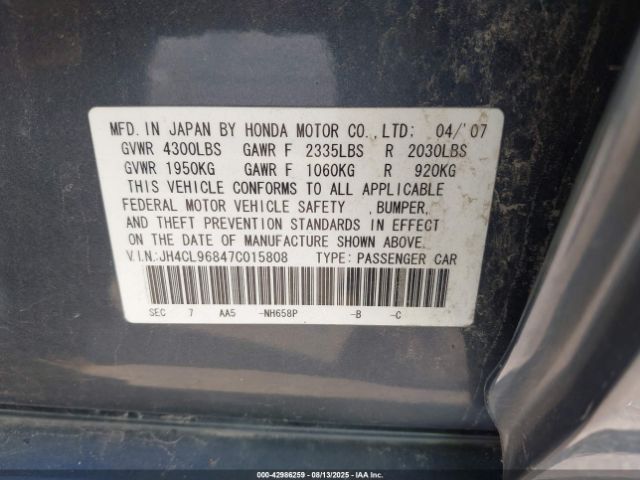 MFD. IN JAPAN BY HONDA MOTOR CO.,LTD: 04/'07
GVWR 4300LBS GAWR F 2335LBS R 2030LBS
GVWR 1950KG GAWR F 1060KG R 920KG
THIS VEHICLE CONFORMS TO ALL APPLICABLE
FEDERAL MOTOR VEHICLE SAFETY ,BUMPER,
AND THEFT PREVENTION STANDARDS IN EFFECT
ON THE DATE OF MANUFACTURE SHOWN ABOVE.
V.I.N.:JH4CL96847C015808 TYPE: PASSENGER CAR
SEC 7 AA5 -NH658P -B -C
©-42986259 - 08/13/2025 - IAA Inc.